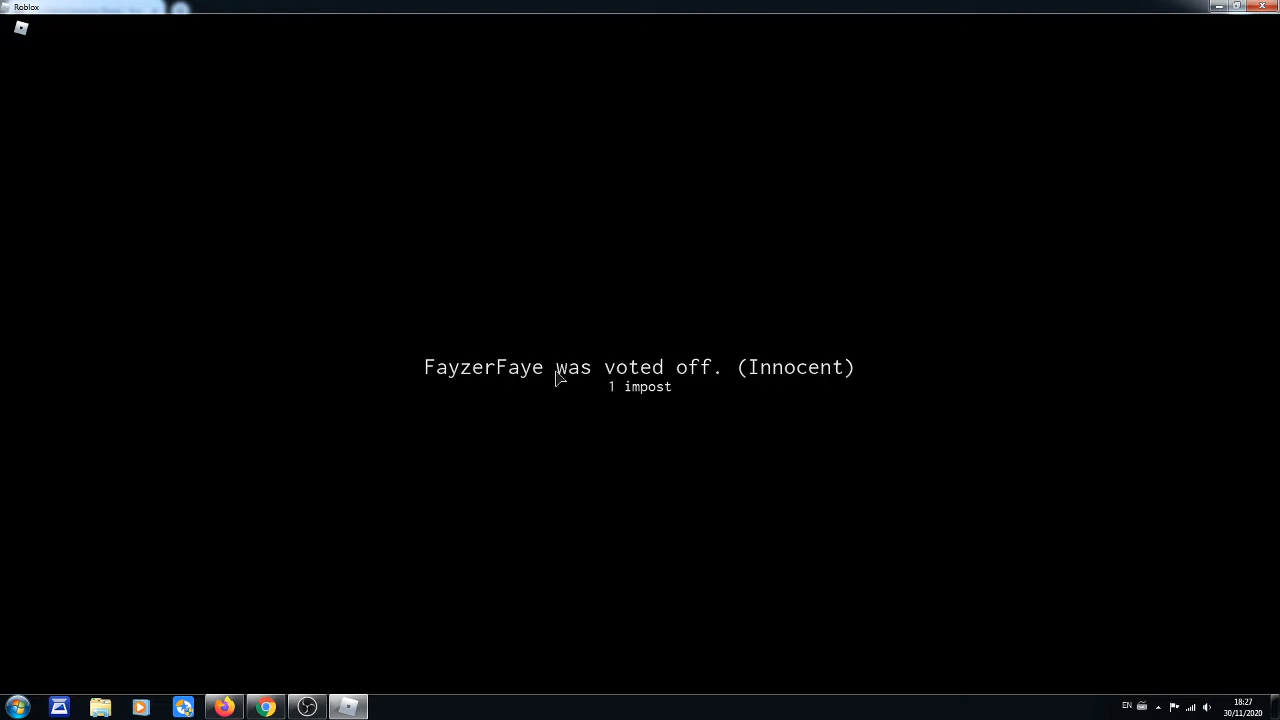 Roblox
FayzerFaye was voted off. (Innocent)
1 impost
EN
18:27
30/11/2020